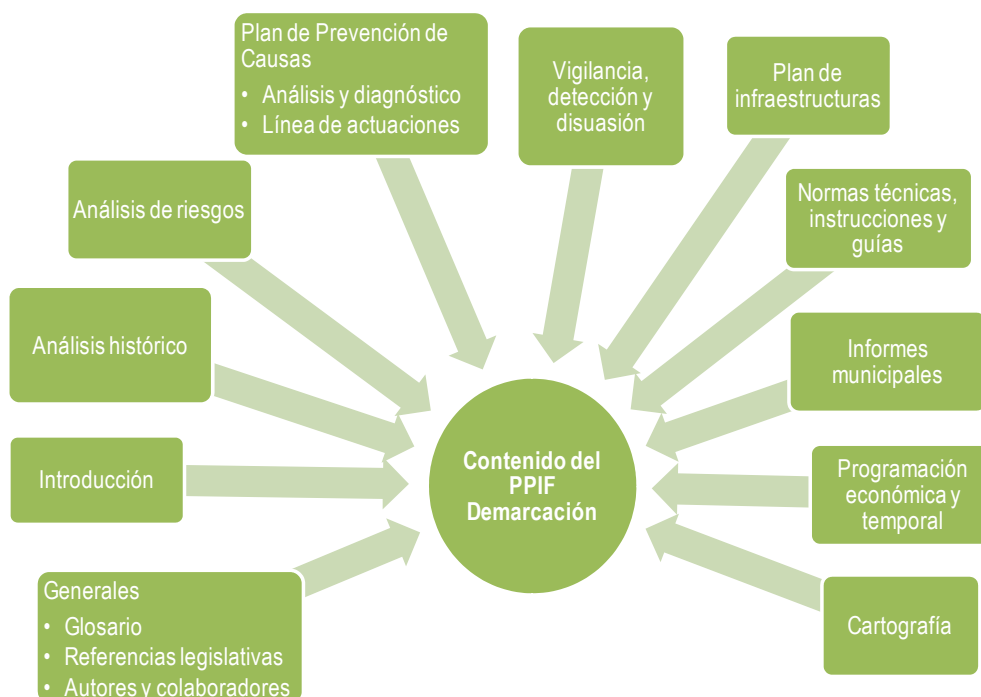 Plan de Prevención de
Causas
• Análisis y diagnóstico
• Línea de actuaciones
Vigilancia,
detección y
disuasión
Plan de
infraestructuras
Análisis de riesgos
Normas técnicas,
instrucciones y
guías
Análisis histórico
Informes
municipales
Introducción
Contenido del
PPIF
Demarcación
Programación
económica y
temporal
Generales
• Glosario
• Referencias legislativas
• Autores y colaboradores
Cartografía